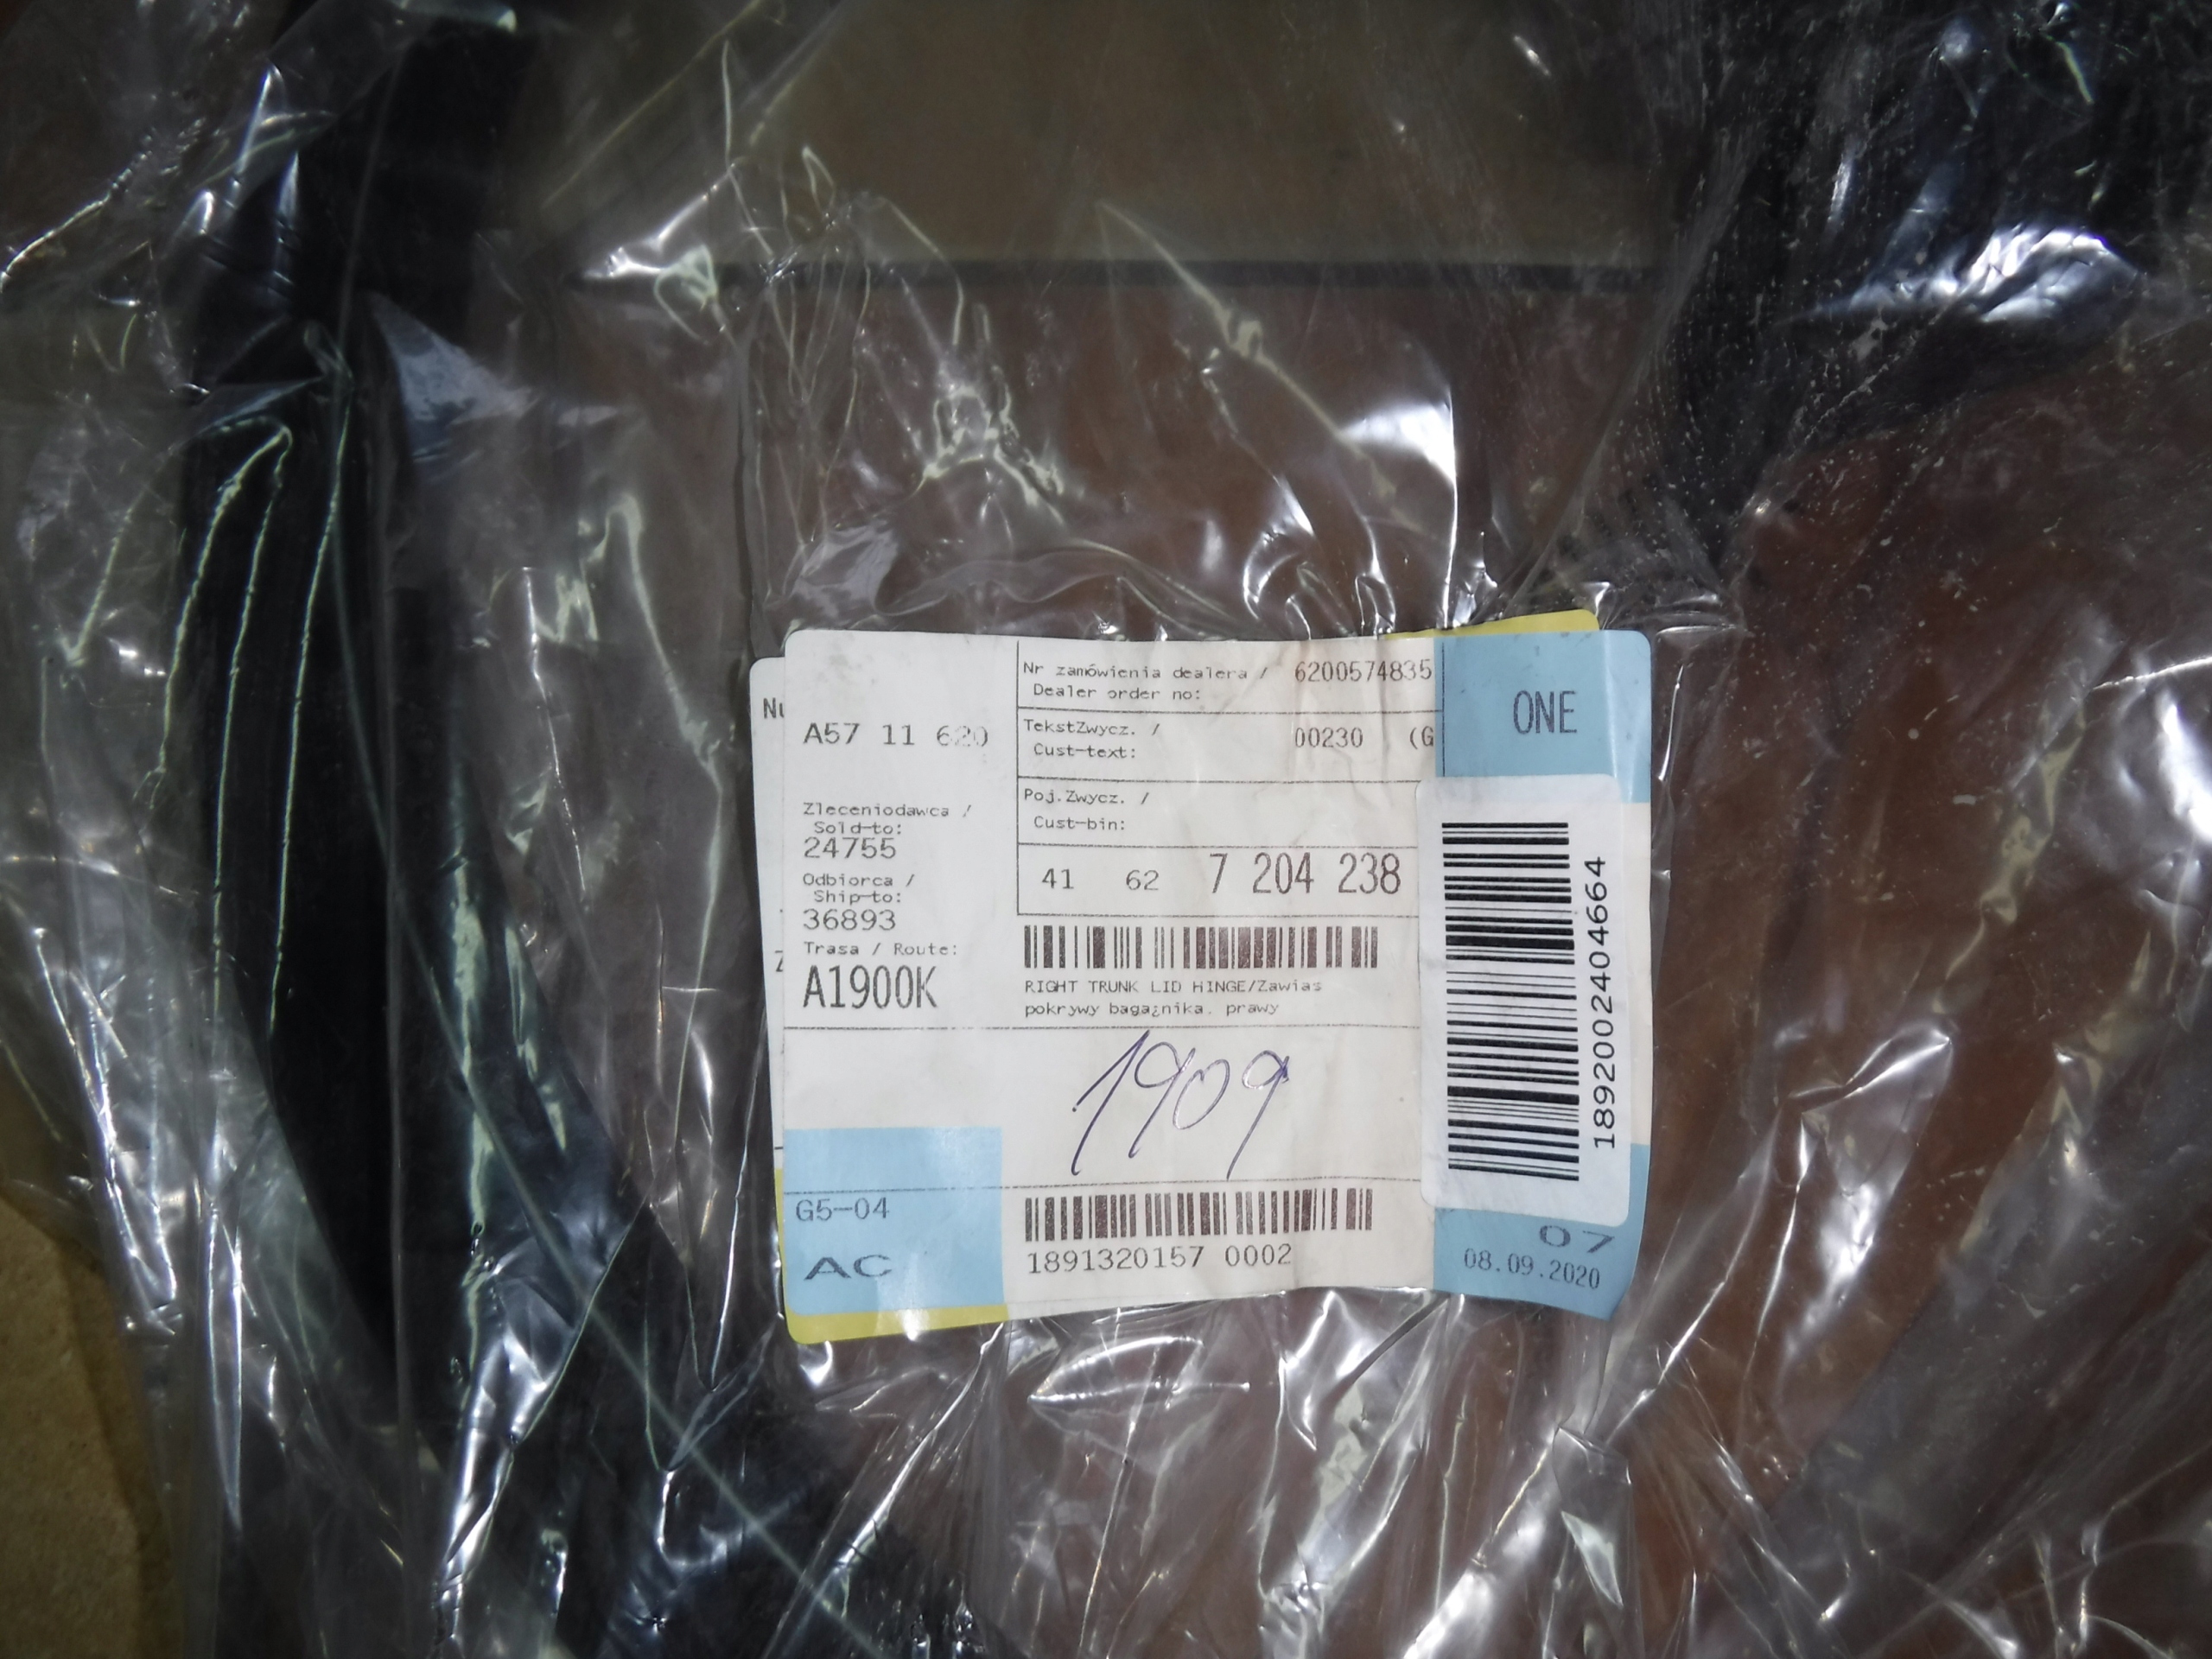 Nu
A57 11 620
Zleceniodawca /
Sold-to:
24755
Odbiorca /
Ship-to:
36893
Trasa / Route:
A1900K
Nr zamówienia dealera / 6200574835
Dealer order no:
TekstZwycz. / 00230 (G
Cust-text:
Poj.Zwycz. /
Cust-bin:
41 62 7 204 238
RIGHT TRUNK LID HINGE/Zawias
pokrywy bagażnika. prawy
1909
G5-04
AC
1891320157 0002
ONE
1892002404664
07
08.09.2020